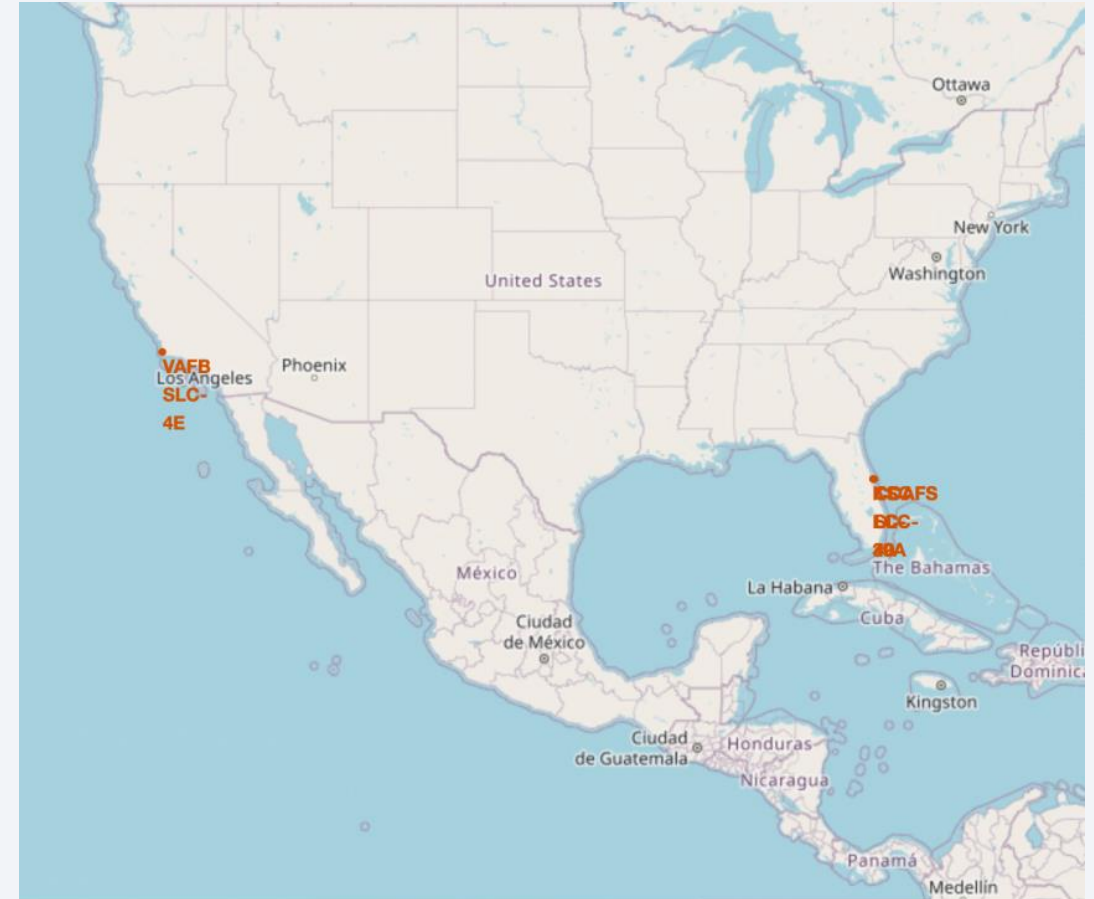 Ottawa
New York
Washington
United States
VAFB
Los Angeles
SLC-
4E
Phoenix
The Bahamas
La Habana
México
Cuba
Ciudad
de México
Repúbli
Dominica
Kingston
Ciudad
de Guatemala
Honduras
Nicaragua
Panamá
Medellín